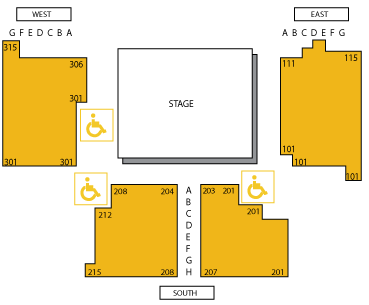 WEST
EAST
G F E D C B A
A B C D E F G
315
306
301
301
301
STAGE
111
115
101
101
101
208
204
212
215
208
A
B
C
D
E
F
G
H
203
201
201
207
201
SOUTH